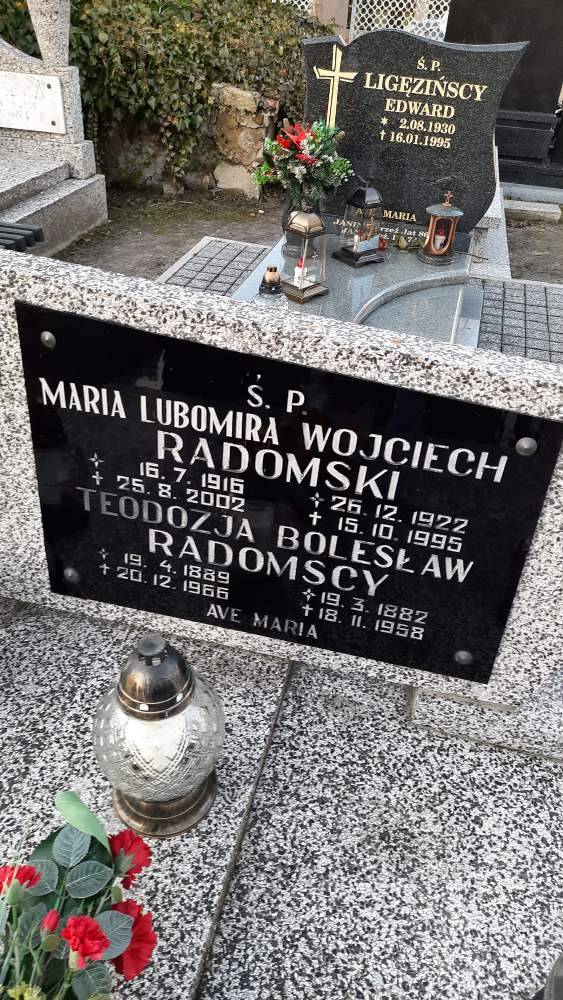 Ś. P.
LIGĘZIŃSCY
EDWARD
* 2.08.1930
† 16.01.1995
AVE MARIA
Ś. P.
MARIA LUBOMIRA WOJCIECH
RADOMSKI
* 16. 7. 1916 * 26. 12. 1922
† 25. 8. 2002 † 15. 10. 1995
TEODOZJA BOLESŁAW
RADOMSCY
* 19. 4. 1889 * 19. 3. 1882
† 20. 12. 1966 † 18. 11. 1958
AVE MARIA